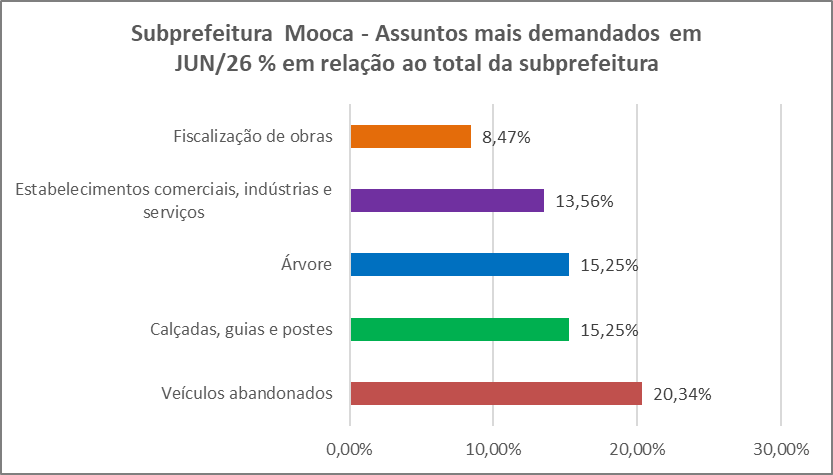 Subprefeitura Mooca - Assuntos mais demandados em
JUN/26 % em relação ao total da subprefeitura
Fiscalização de obras
8,47%
Estabelecimentos comerciais, indústrias e
serviços
13,56%
Árvore
15,25%
Calçadas, guias e postes
15,25%
Veículos abandonados
20,34%
0,00%
10,00%
20,00%
30,00%